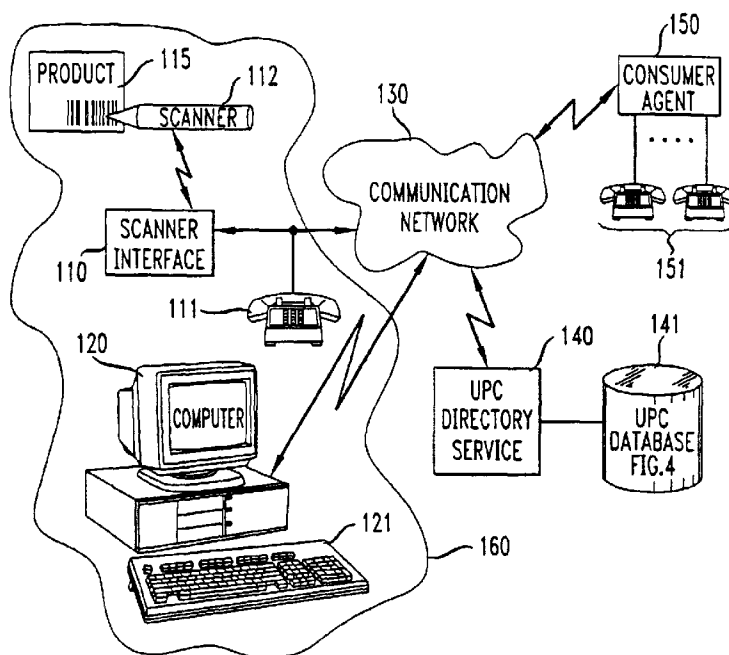 PRODUCT
115
112
SCANNER
110
SCANNER
INTERFACE
111
120
COMPUTER
121
160
130
COMMUNICATION
NETWORK
150
CONSUMER
AGENT
151
140
UPC
DIRECTORY
SERVICE
141
UPC
DATABASE
FIG.4